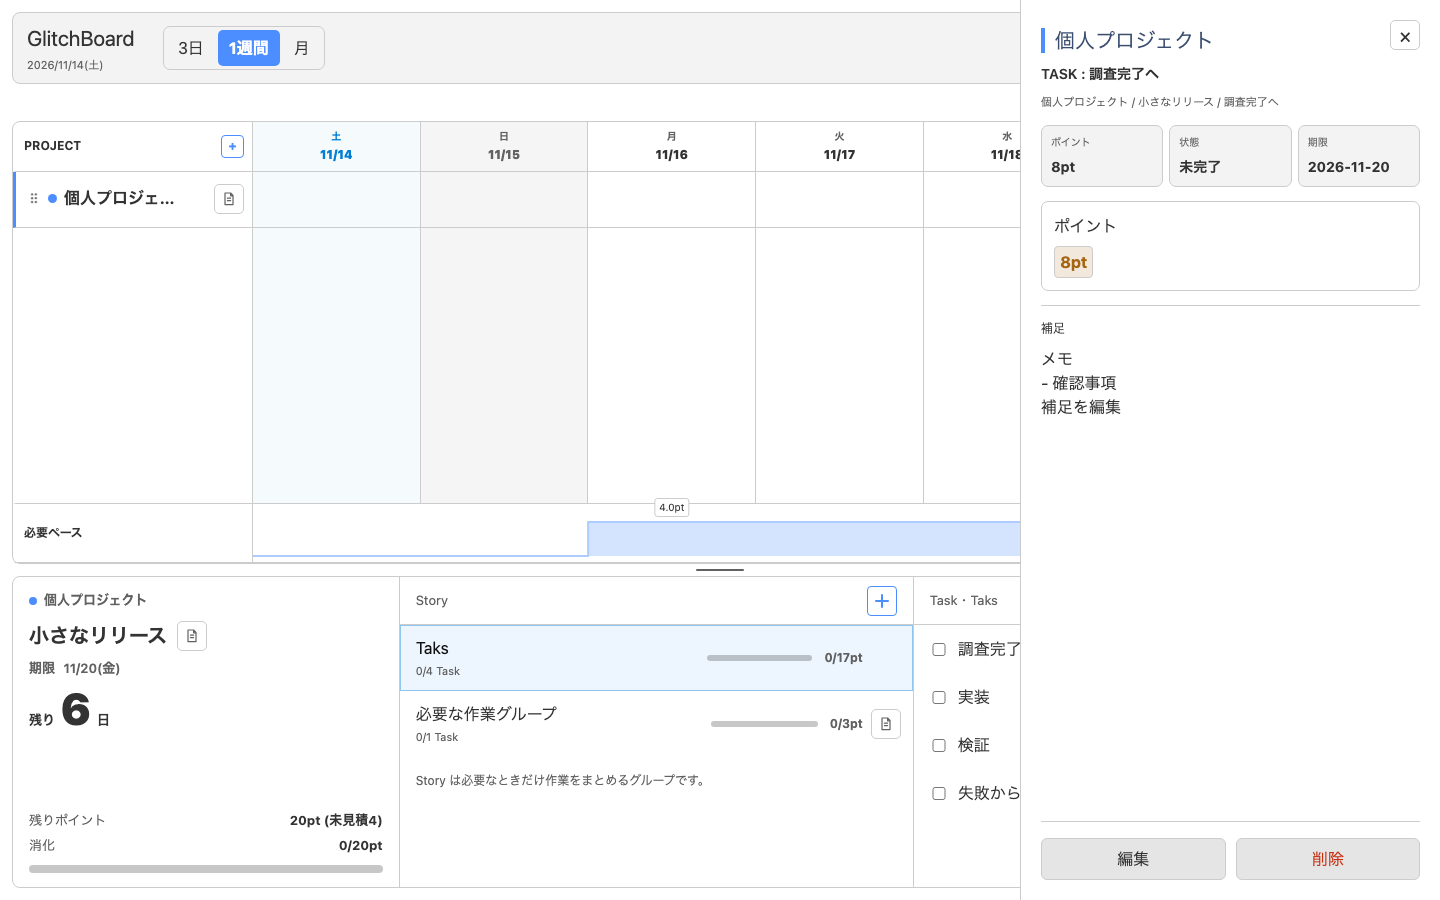 GlitchBoard
2026/11/14(土)
3日 1週間 月
PROJECT +
土 11/14
日 11/15
月 11/16
火 11/17
水 11/18
個人プロジェ...
必要ペース
4.0pt
個人プロジェクト
小さなリリース
期限 11/20(金)
残り 6 日
残りポイント 20pt (未見積4)
消化 0/20pt
Story +
Taks
0/4 Task
0/17pt
必要な作業グループ
0/1 Task
0/3pt
Story は必要なときだけ作業をまとめるグループです。
Task・Taks
調査完了
実装
検証
失敗から
個人プロジェクト ×
TASK : 調査完了へ
個人プロジェクト / 小さなリリース / 調査完了へ
ポイント
8pt
状態
未完了
期限
2026-11-20
ポイント
8pt
補足
メモ
- 確認事項
補足を編集
編集 削除